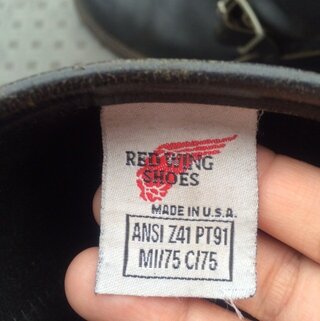 RED WING
SHOES
MADE IN U.S.A.
ANSI Z41 PT91
MI/75 C/75